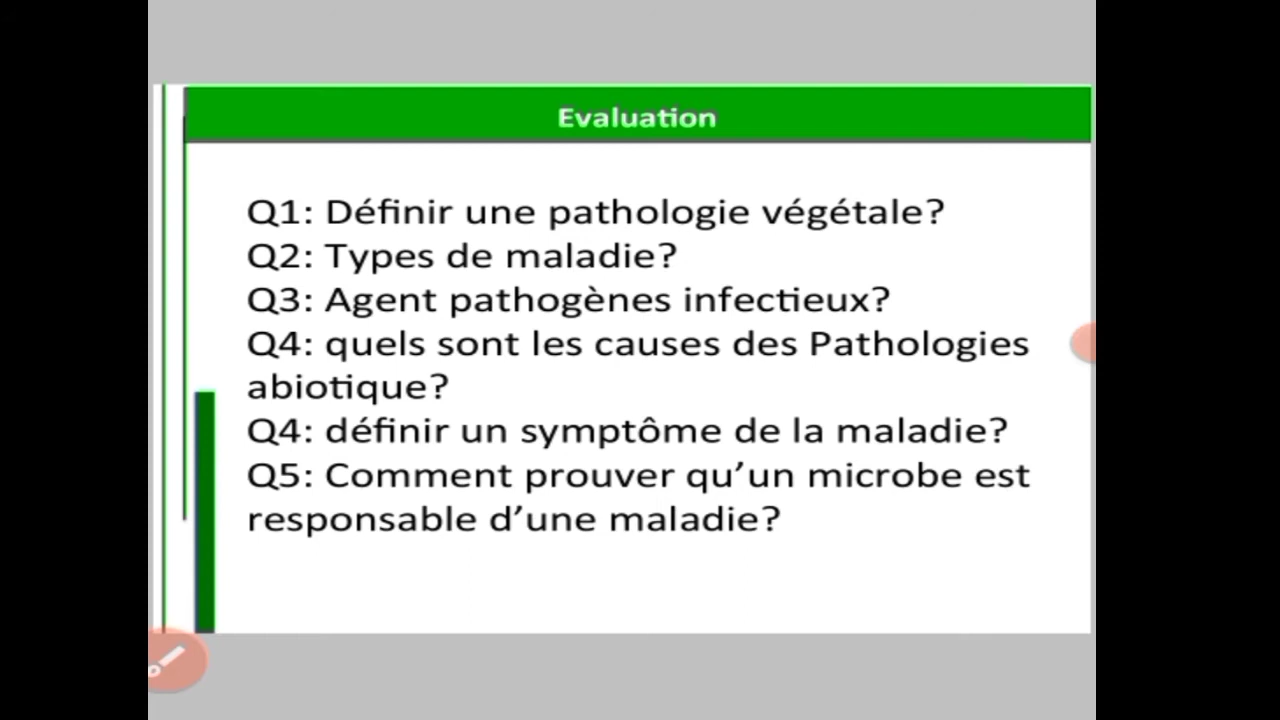 Evaluation
Q1: Définir une pathologie végétale?
Q2: Types de maladie?
Q3: Agent pathogènes infectieux?
Q4: quels sont les causes des Pathologies
abiotique?
Q4: définir un symptôme de la maladie?
Q5: Comment prouver qu’un microbe est
responsable d’une maladie?